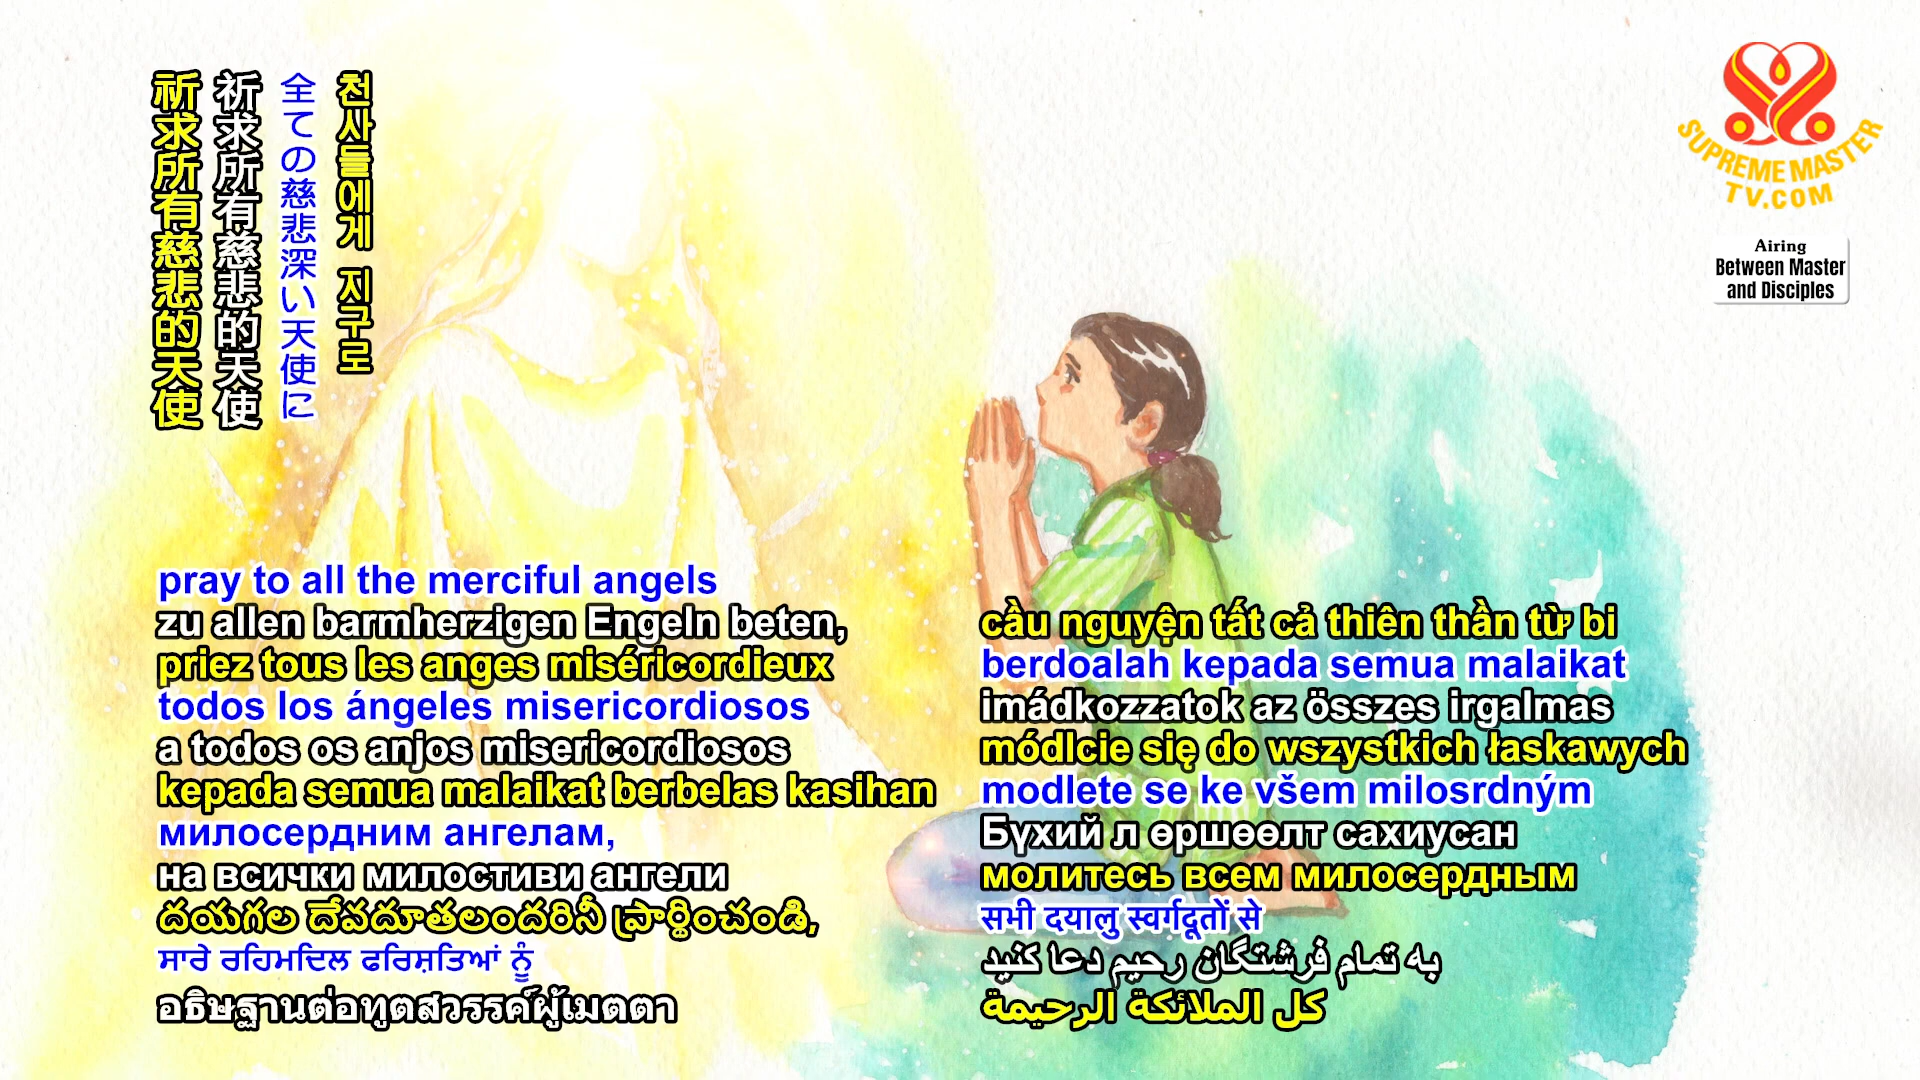 祈求所有慈悲的天使
祈求所有慈悲的天使
全ての慈悲深い天使に
천사들에게 지구로
SUPREME MASTER
TV.COM
Airing
Between Master
and Disciples
pray to all the merciful angels
zu allen barmherzigen Engeln beten,
priez tous les anges miséricordieux
todos los ángeles misericordiosos
a todos os anjos misericordiosos
kepada semua malaikat berbelas kasihan
милосердним ангелам,
на всички милостиви ангели
దయగల దేవదూతలందరినీ ప్రార్థించండి,
ਸਾਰੇ ਰਹਿਮਦਿਲ ਫਰਿਸ਼ਤਿਆਂ ਨੂੰ
อธิษฐานต่อทูตสวรรค์ผู้เมตตา
cầu nguyện tất cả thiên thần từ bi
berdoalah kepada semua malaikat
imádkozzatok az összes irgalmas
módlcie się do wszystkich łaskawych
modlete se ke všem milosrdným
Бүхий л өршөөлт сахиусан
молитесь всем милосердным
सभी दयालु स्वर्गदूतों से
به تمام فرشتگان رحیم دعا کنید
كل الملائكة الرحيمة